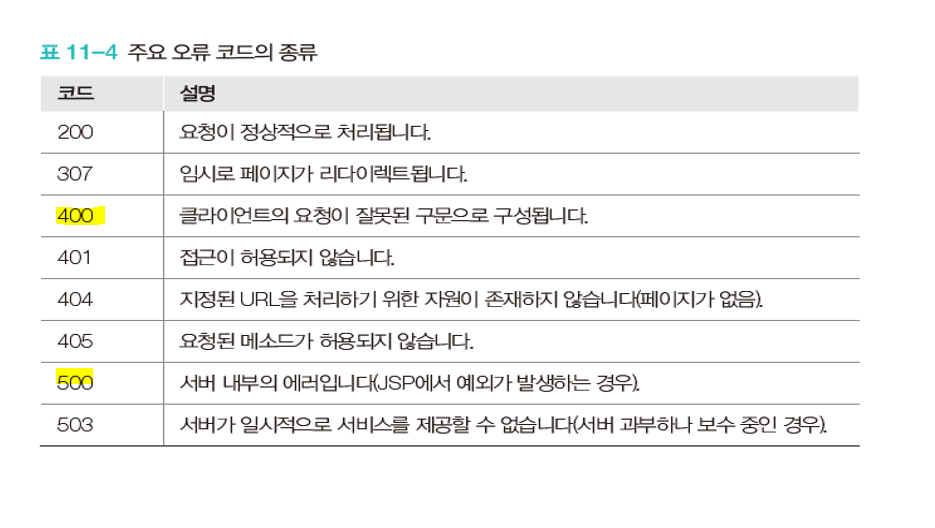 표 11-4 주요 오류 코드의 종류
코드 설명
200 요청이 정상적으로 처리됩니다.
307 임시로 페이지가 리다이렉트됩니다.
400 클라이언트의 요청이 잘못된 구문으로 구성됩니다.
401 접근이 허용되지 않습니다.
404 지정된 URL을 처리하기 위한 자원이 존재하지 않습니다(페이지가 없음).
405 요청된 메소드가 허용되지 않습니다.
500 서버 내부의 에러입니다(JSP에서 예외가 발생하는 경우).
503 서버가 일시적으로 서비스를 제공할 수 없습니다(서버 과부하나 보수 중인 경우).